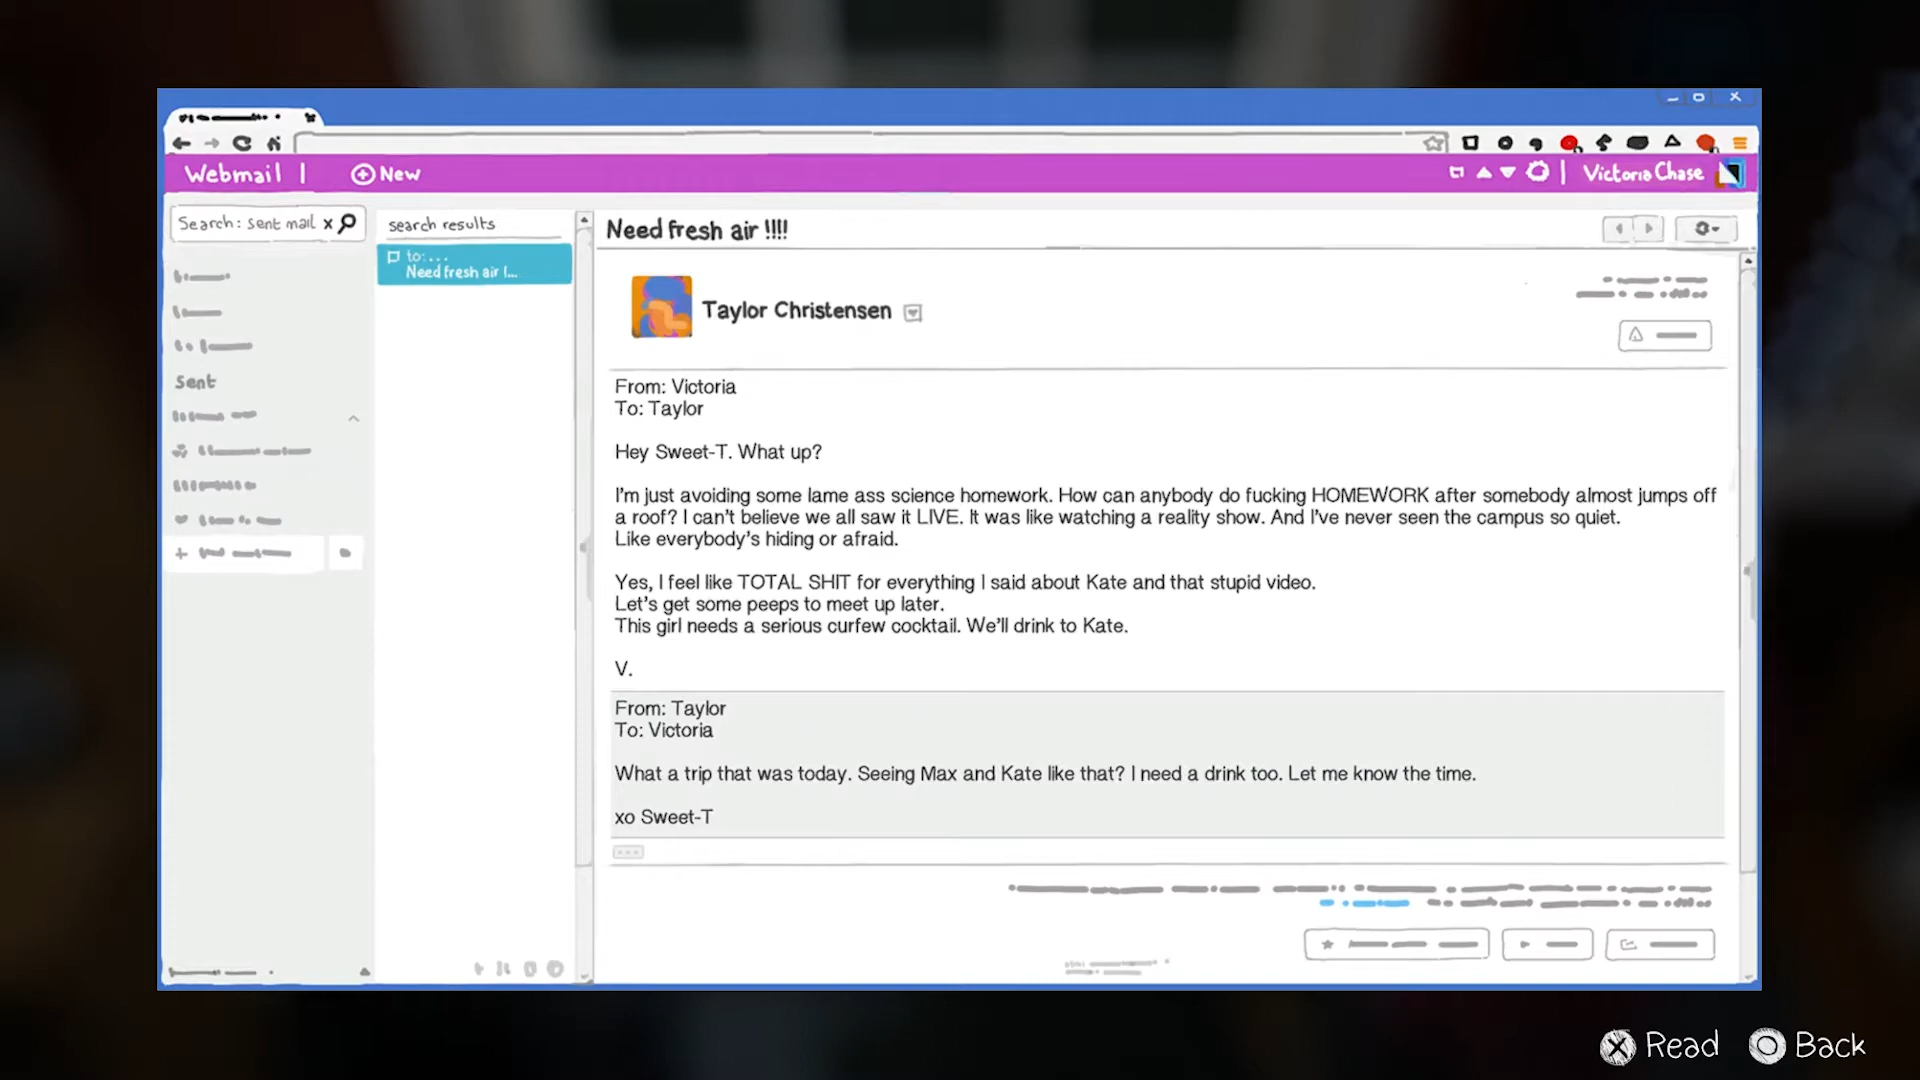 Webmail |
New
Victoria Chase
Search: sent mail x
search results
Need fresh air !!!!
to:...
Need fresh air !...
Taylor Christensen
Sent
From: Victoria
To: Taylor
Hey Sweet-T. What up?
I'm just avoiding some lame ass science homework. How can anybody do fucking HOMEWORK after somebody almost jumps off
a roof? I can't believe we all saw it LIVE. It was like watching a reality show. And I've never seen the campus so quiet.
Like everybody's hiding or afraid.
Yes, I feel like TOTAL SHIT for everything I said about Kate and that stupid video.
Let's get some peeps to meet up later.
This girl needs a serious curfew cocktail. We'll drink to Kate.
V.
From: Taylor
To: Victoria
What a trip that was today. Seeing Max and Kate like that? I need a drink too. Let me know the time.
xo Sweet-T
Read
Back